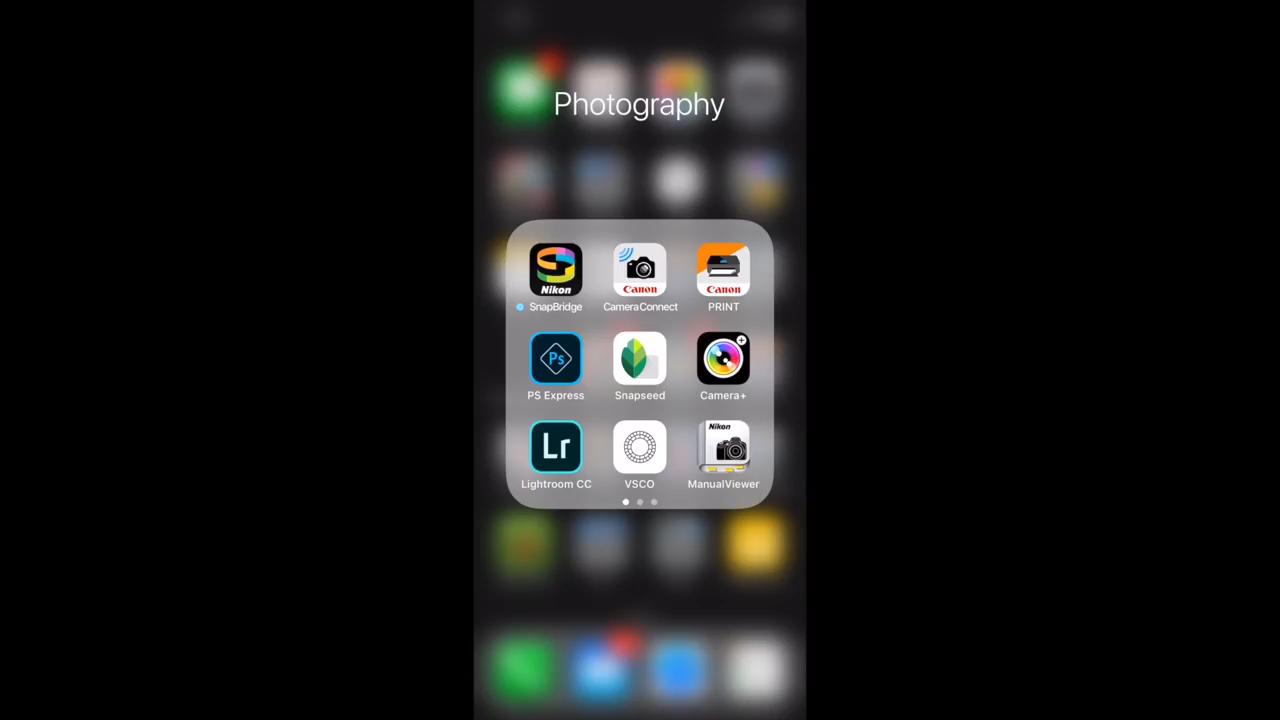 Photography
Nikon
Canon
Canon
SnapBridge
CameraConnect
PRINT
Ps
PS Express
Snapseed
Camera+
Lr
Nikon
Lightroom CC
VSCO
ManualViewer